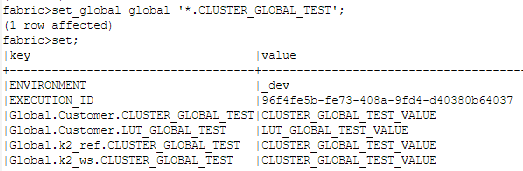 fabric>set_global global '*.CLUSTER_GLOBAL_TEST';
(1 row affected)
fabric>set;
|key |value
+----------------------------------+-----------------------------------
|ENVIRONMENT |_dev
|EXECUTION_ID |96f4fe5b-fe73-408a-9fd4-d40380b64037
|Global.Customer.CLUSTER_GLOBAL_TEST|CLUSTER_GLOBAL_TEST_VALUE
|Global.Customer.LUT_GLOBAL_TEST |LUT_GLOBAL_TEST_VALUE
|Global.k2_ref.CLUSTER_GLOBAL_TEST |CLUSTER_GLOBAL_TEST_VALUE
|Global.k2_ws.CLUSTER_GLOBAL_TEST |CLUSTER_GLOBAL_TEST_VALUE